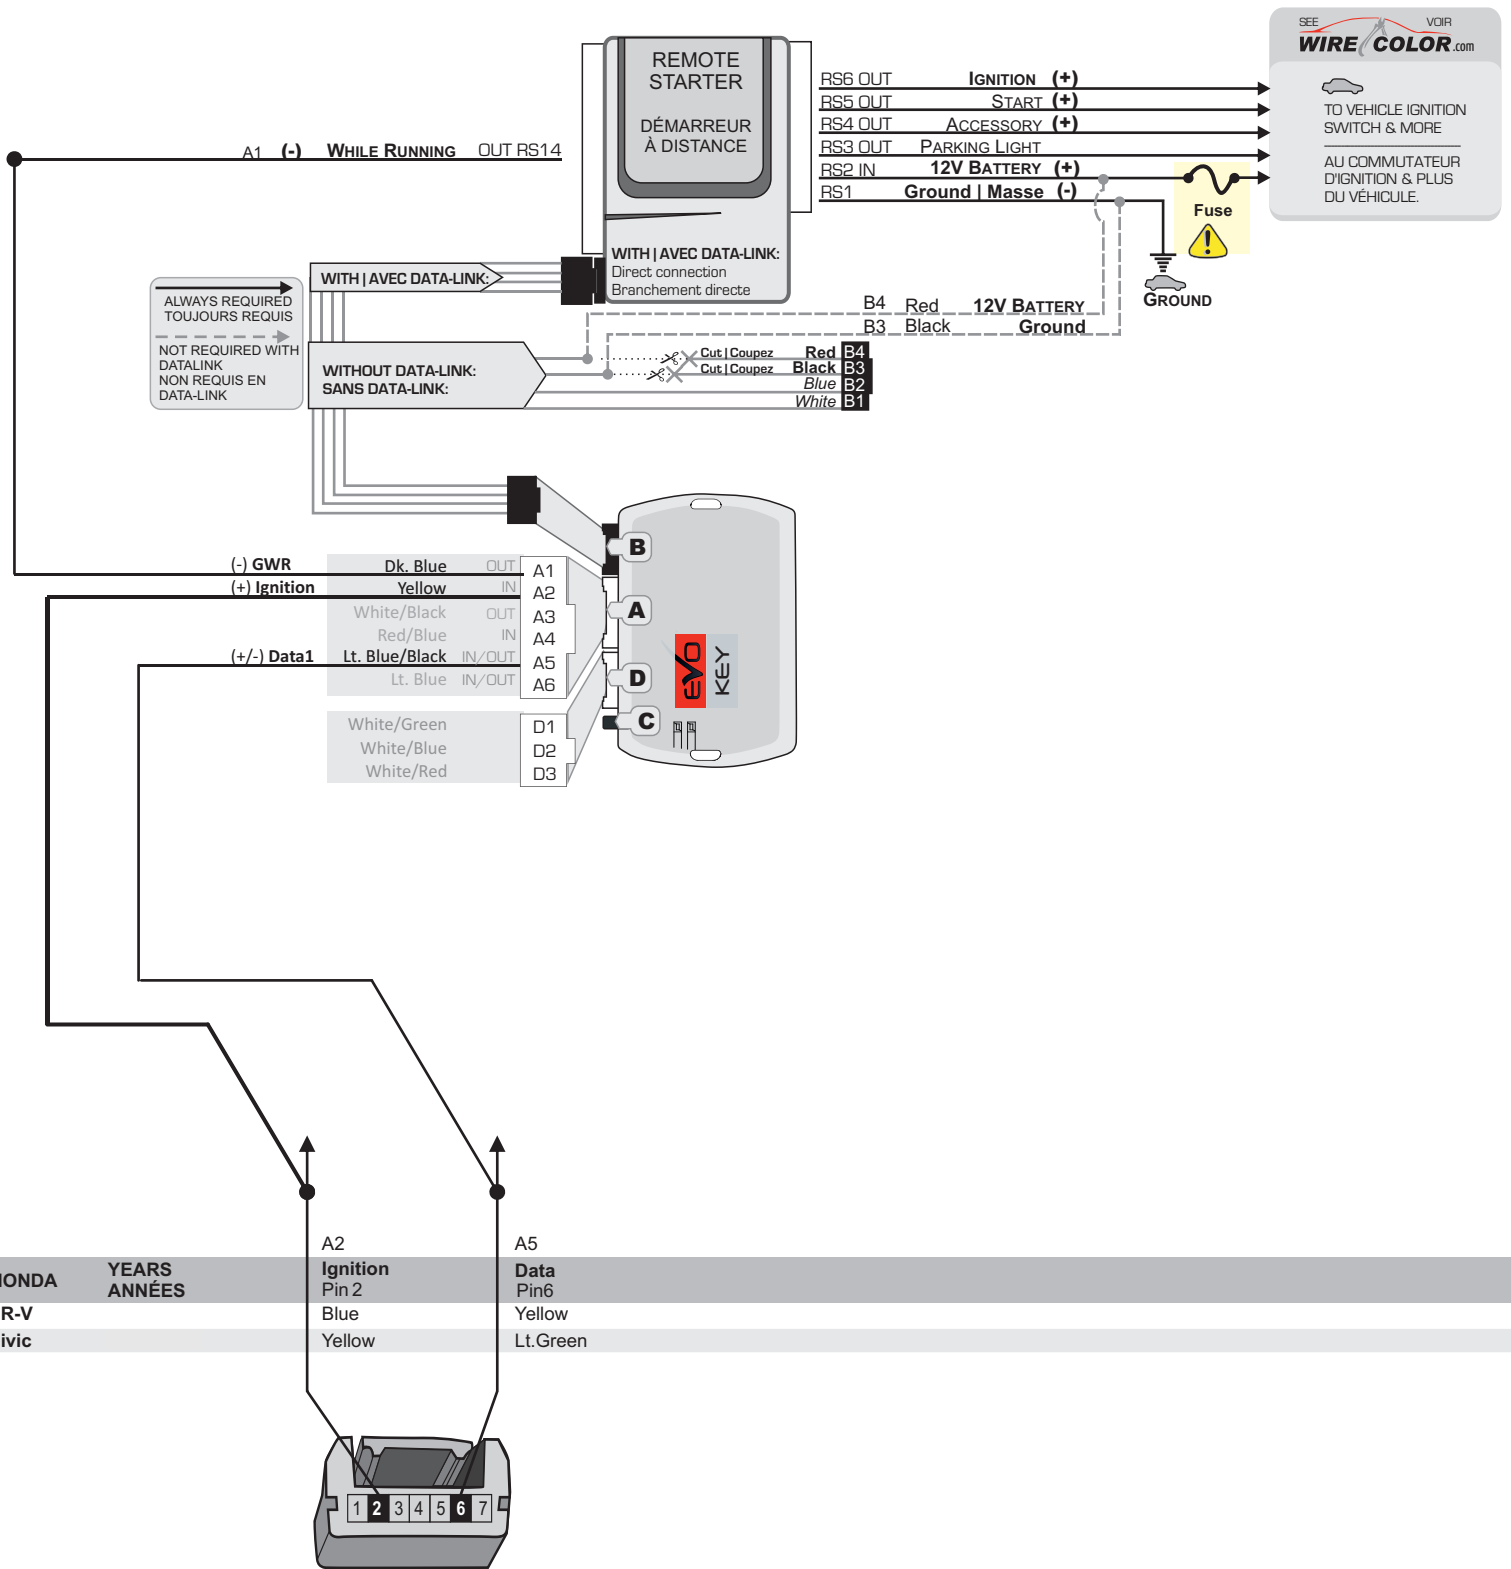 SEE VOIR
WIRE COLOR.com
TO VEHICLE IGNITION
SWITCH & MORE
AU COMMUTATEUR
D'IGNITION & PLUS
DU VÉHICULE.
REMOTE
STARTER
DÉMARREUR
À DISTANCE
RS6 OUT IGNITION (+)
RS5 OUT START (+)
RS4 OUT ACCESSORY (+)
RS3 OUT PARKING LIGHT
RS2 IN 12V BATTERY (+)
RS1 Ground | Masse (-)
Fuse
GROUND
A1 (-) WHILE RUNNING OUT RS14
WITH | AVEC DATA-LINK:
Direct connection
Branchement directe
WITH | AVEC DATA-LINK:
ALWAYS REQUIRED
TOUJOURS REQUIS
NOT REQUIRED WITH
DATALINK
NON REQUIS EN
DATA-LINK
B4 Red 12V BATTERY
B3 Black Ground
WITHOUT DATA-LINK:
SANS DATA-LINK:
Cut | Coupez Red B4
Cut | Coupez Black B3
Blue B2
White B1
(-) GWR Dk. Blue OUT A1
(+) Ignition Yellow IN A2
White/Black OUT A3
Red/Blue IN A4
(+/-) Data1 Lt. Blue/Black IN/OUT A5
Lt. Blue IN/OUT A6
White/Green D1
White/Blue D2
White/Red D3
B
A
D
C
EVO
KEY
A2 A5
ONDA YEARS Ignition Data
ANNÉES Pin 2 Pin6
R-V Blue Yellow
ivic Yellow Lt.Green
1 2 3 4 5 6 7